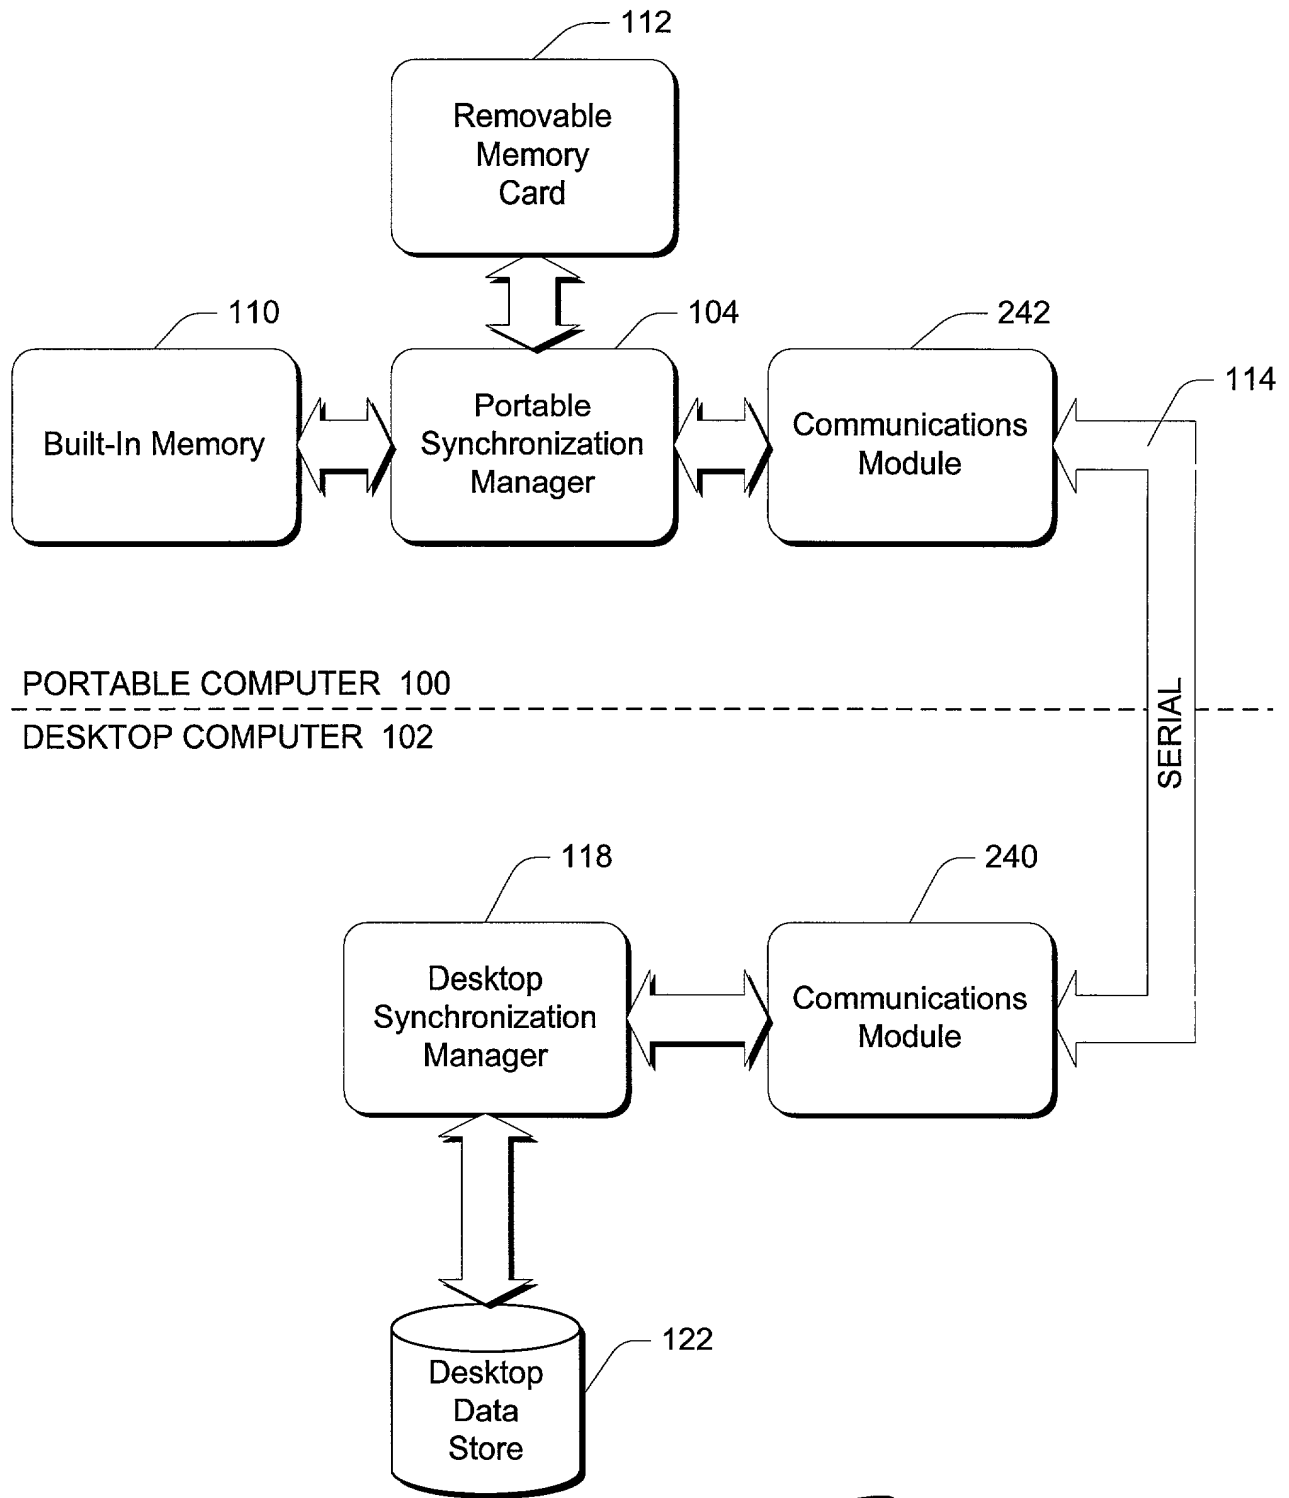 112
Removable
Memory
Card
110
104
242
114
Built-In Memory
Portable
Synchronization
Manager
Communications
Module
PORTABLE COMPUTER 100
DESKTOP COMPUTER 102
SERIAL
118
240
Desktop
Synchronization
Manager
Communications
Module
122
Desktop
Data
Store